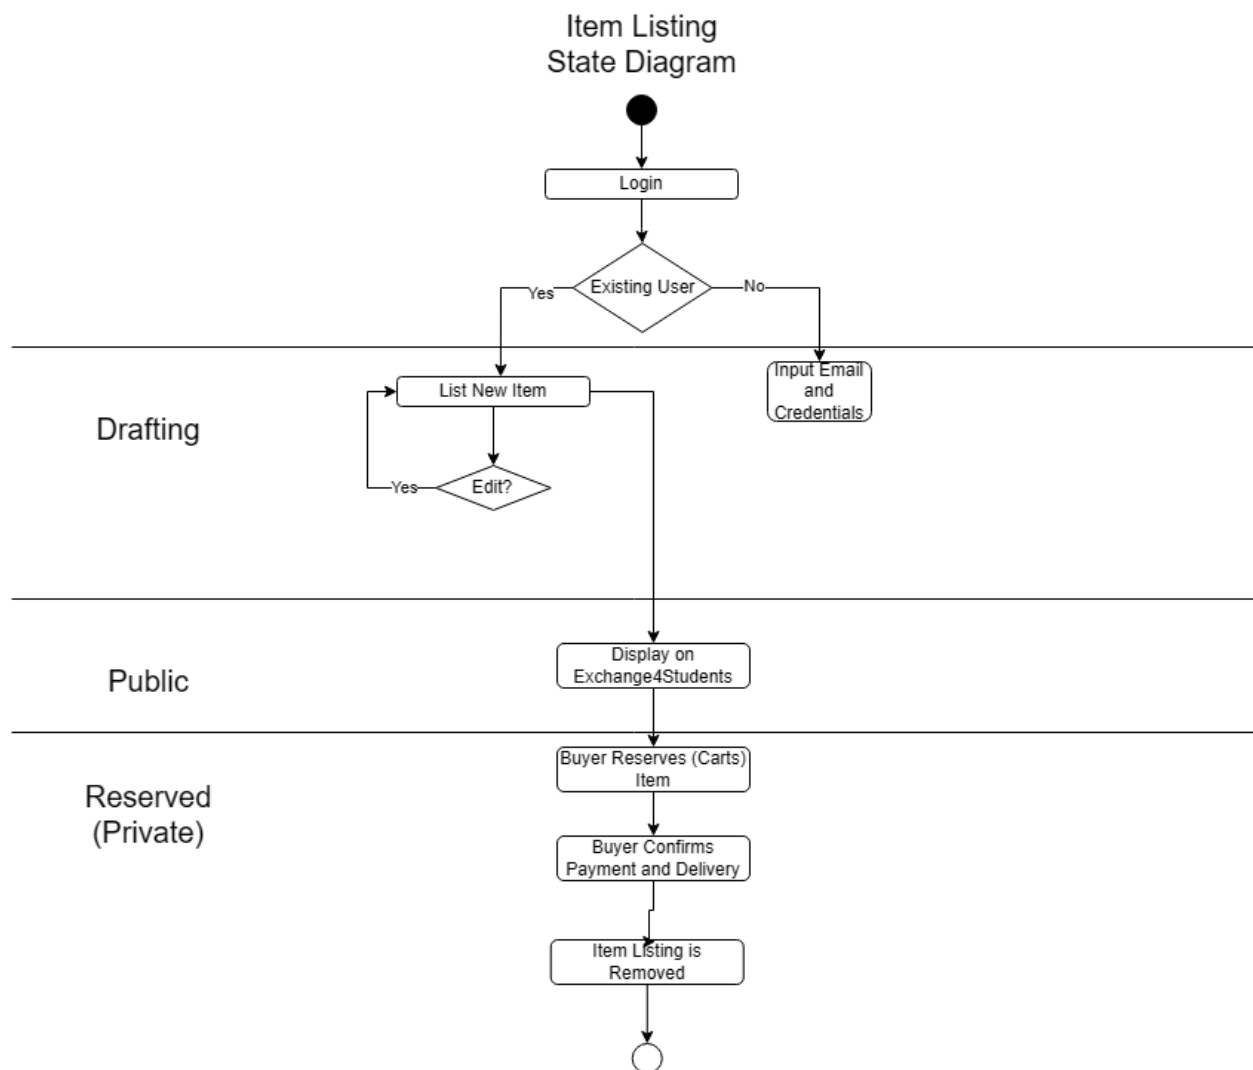 Item Listing
State Diagram
Login
Existing User
Yes
No
Input Email
and
Credentials
List New Item
Drafting
Edit?
Yes
Display on
Exchange4Students
Public
Buyer Reserves (Carts)
Item
Reserved
(Private)
Buyer Confirms
Payment and Delivery
Item Listing is
Removed